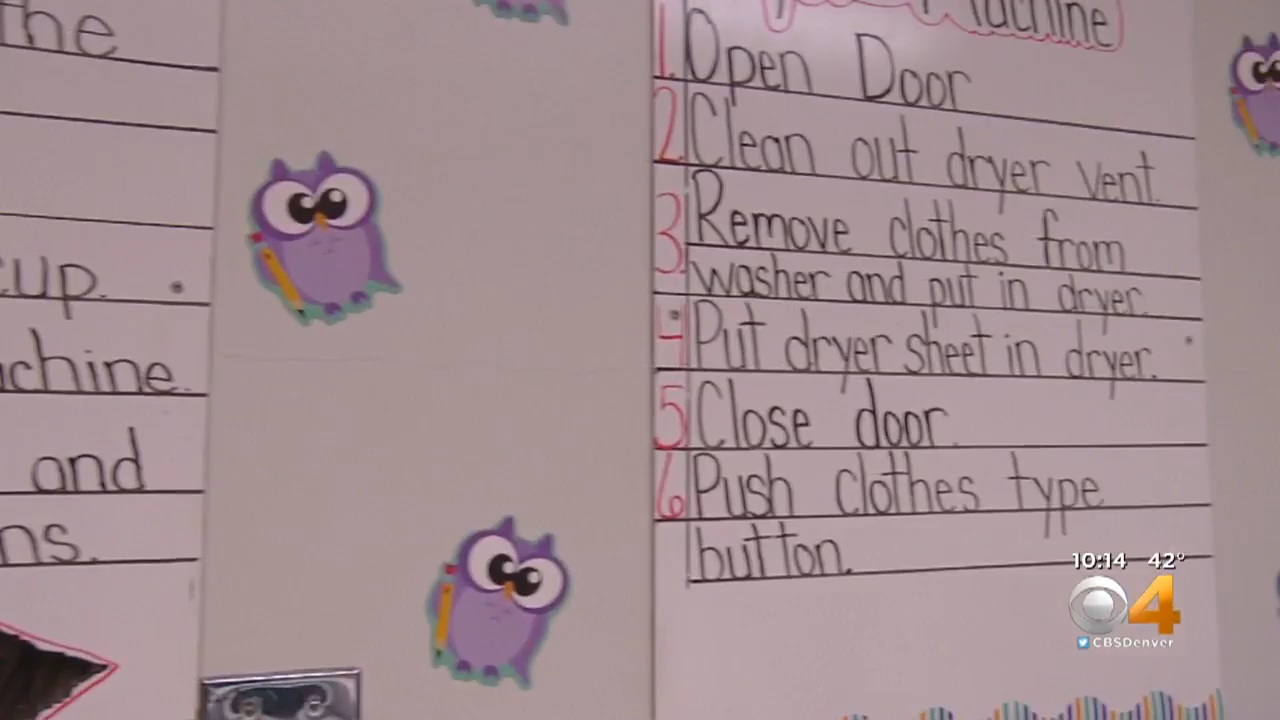 the
cup.
and
Machine
1. Open Door
2. Clean out dryer vent.
3. Remove clothes from
washer and put in dryer.
4. Put dryer sheet in dryer.
5 Close door.
6 Push clothes type
button.
10:14 42°
4
CBSDenver